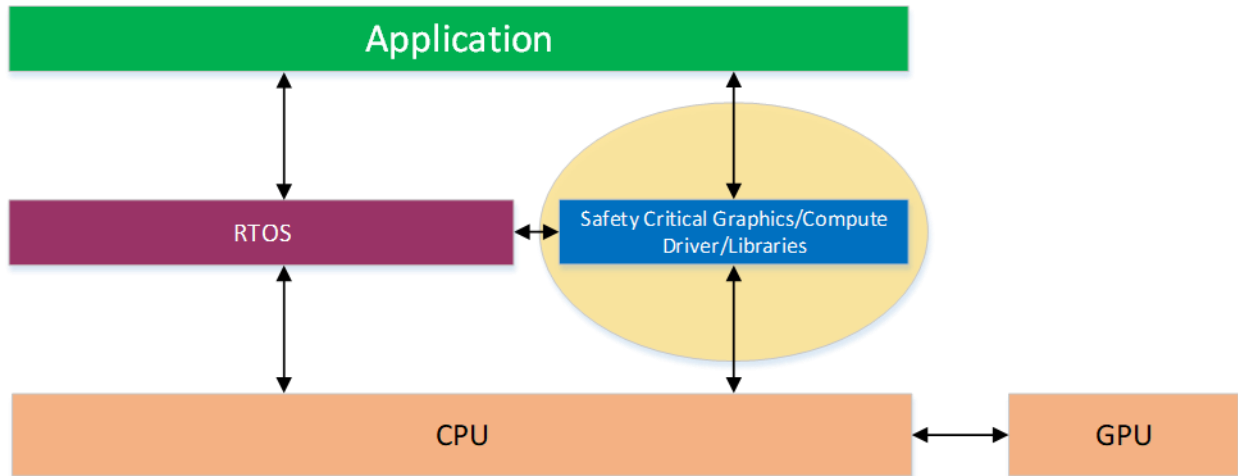 Application
RTOS
Safety Critical Graphics/Compute
Driver/Libraries
CPU
GPU